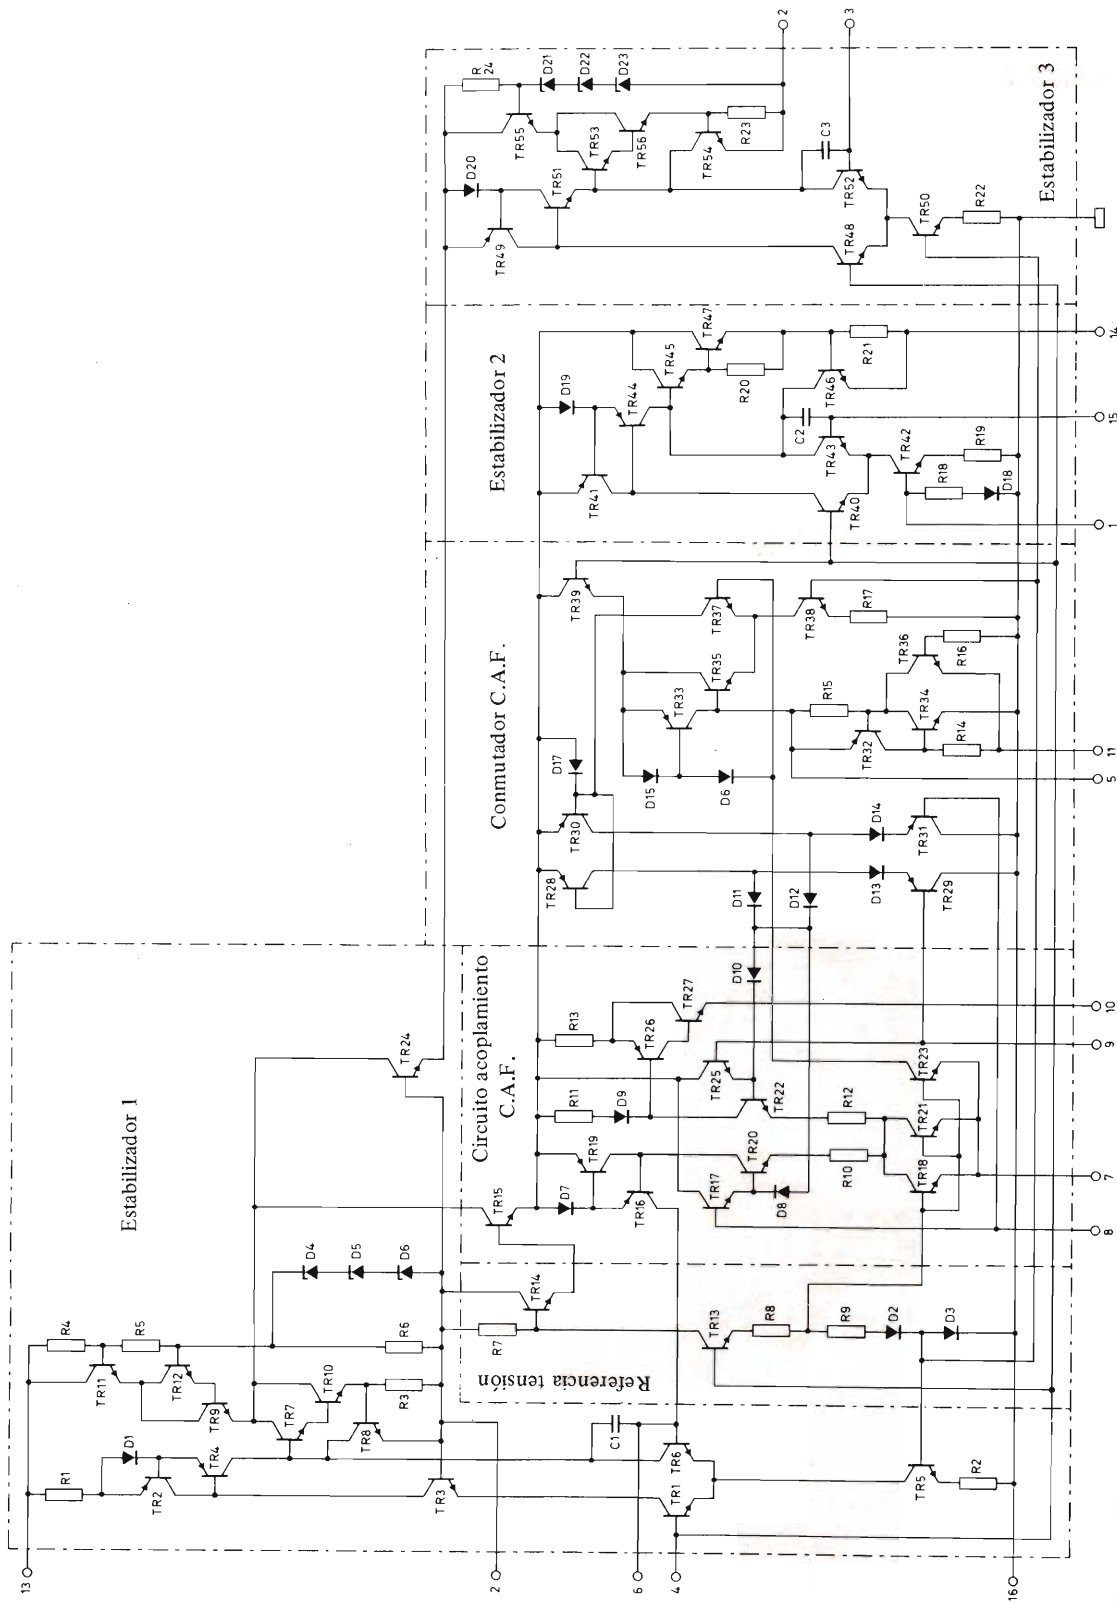 Estabilizador 1
13
R1
D1
TR2
TR4
TR3
R4
R5
TR11
TR12
TR9
TR7
TR10
TR8
R3
R6
D4
D5
D6
TR24
2
6
4
16
C1
TR1
TR6
TR5
R2
Referencia tensión
R7
TR14
TR13
R8
R9
D2
D3
Circuito acoplamiento
C.A.F.
TR15
D7
TR19
TR16
R11
D9
R13
TR26
TR27
TR17
TR20
D8
TR25
TR22
D10
R10
R12
TR18
TR21
TR23
8
7
9
10
Conmutador C.A.F.
TR28
TR30
D17
TR39
D11
D12
D13
D14
TR29
TR31
D15
D6
TR33
TR35
TR37
TR38
R17
R15
TR32
TR34
R14
TR36
R16
5
11
Estabilizador 2
TR41
D19
TR44
TR45
TR47
R20
C2
TR46
R21
TR40
TR43
TR42
R18
D18
R19
1
15
14
Estabilizador 3
TR49
D20
TR51
TR55
R
24
D21
D22
D23
TR53
TR56
TR54
R23
C3
TR48
TR52
TR50
R22
2
3